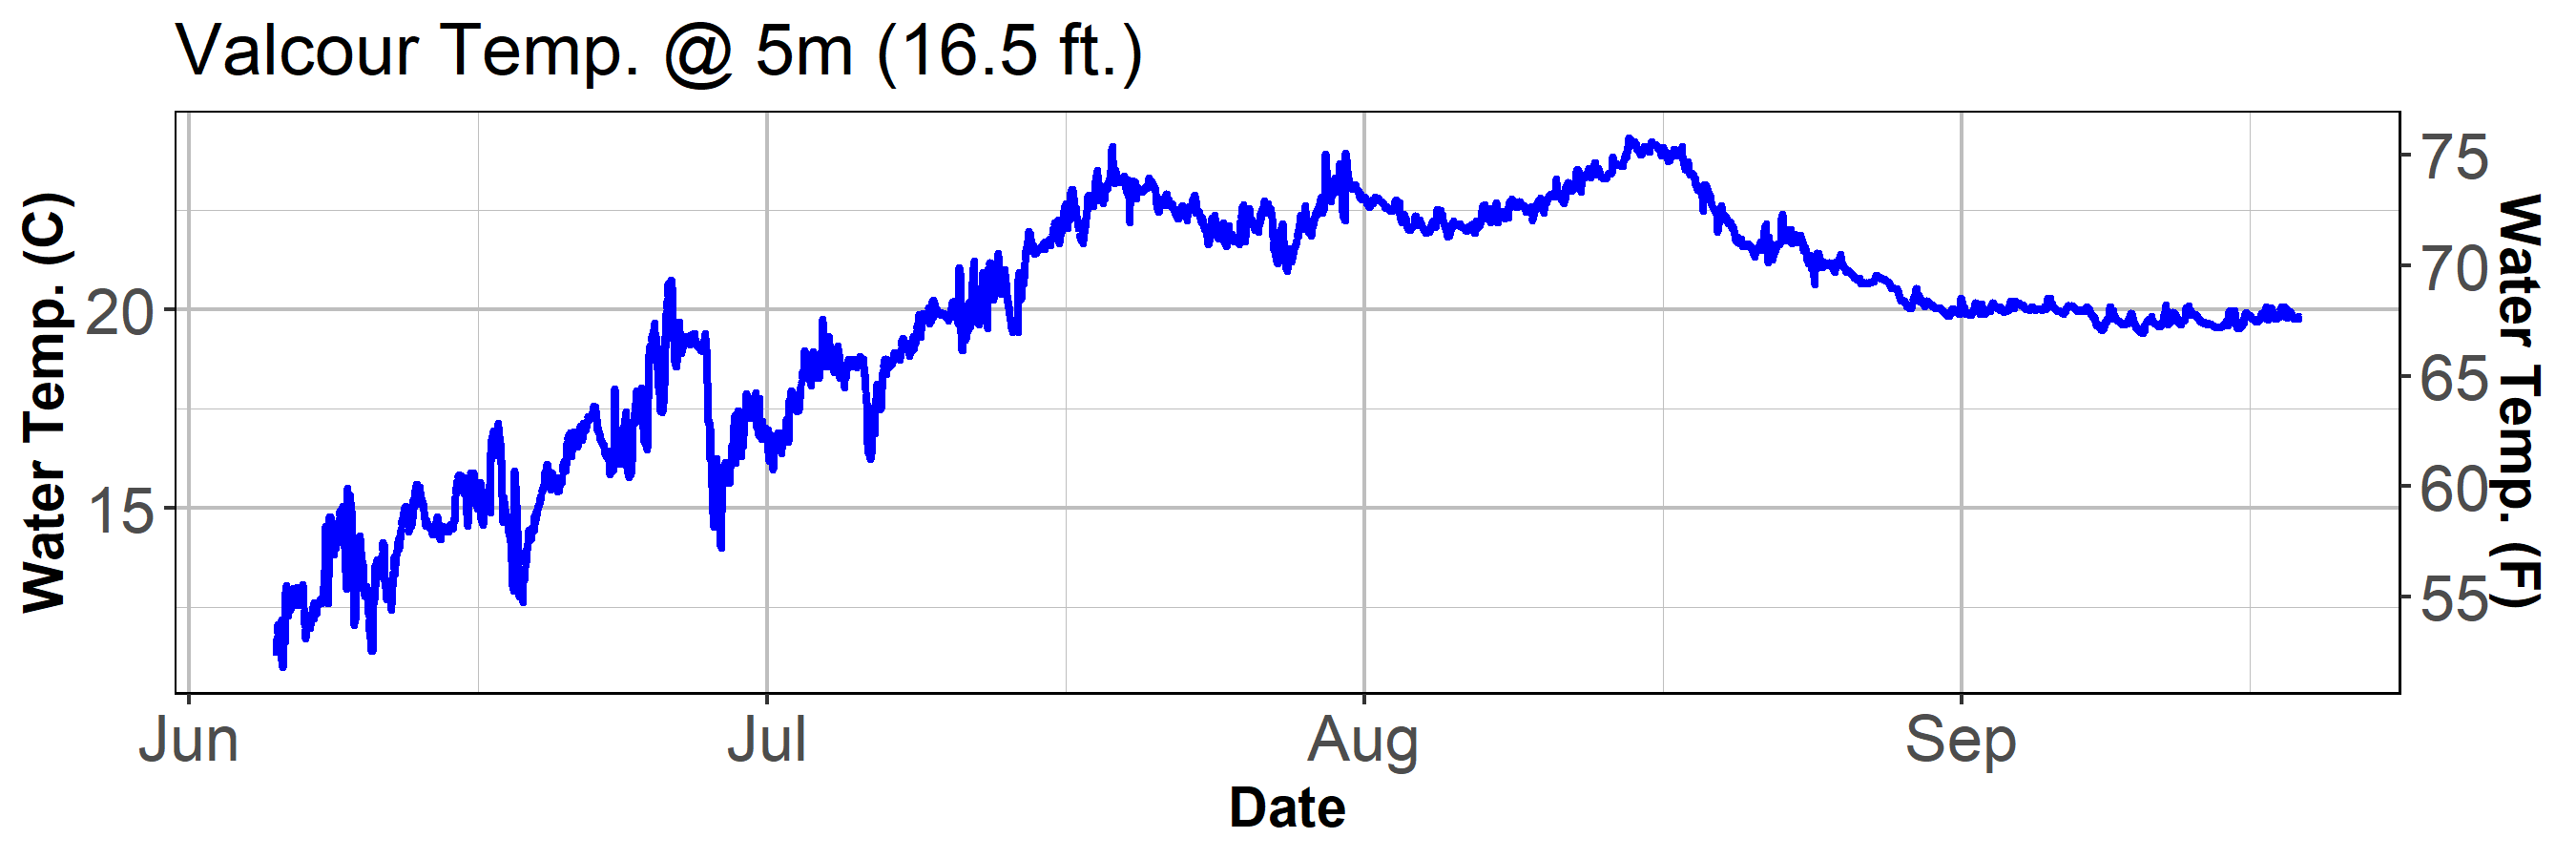 Valcour Temp. @ 5m (16.5 ft.)
Water Temp. (C)
20
15
75
70
65
60
55
Water Temp. (F)
Jun Jul Aug Sep
Date